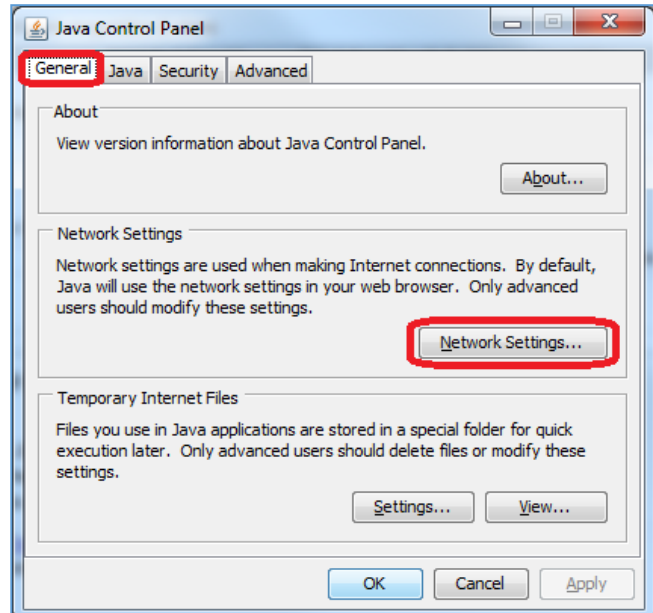 Java Control Panel
General Java Security Advanced
About
View version information about Java Control Panel.
About...
Network Settings
Network settings are used when making Internet connections. By default,
Java will use the network settings in your web browser. Only advanced
users should modify these settings.
Network Settings...
Temporary Internet Files
Files you use in Java applications are stored in a special folder for quick
execution later. Only advanced users should delete files or modify these
settings.
Settings... View...
OK Cancel Apply